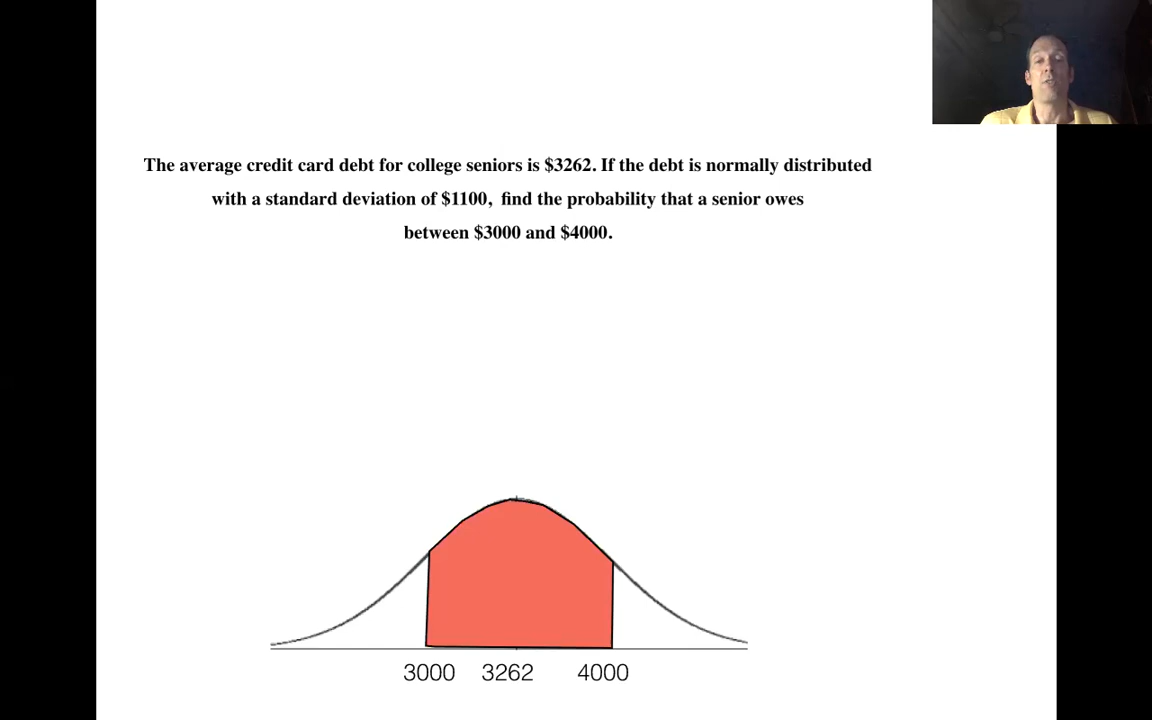 The average credit card debt for college seniors is $3262. If the debt is normally distributed
with a standard deviation of $1100, find the probability that a senior owes
between $3000 and $4000.
3000 3262 4000